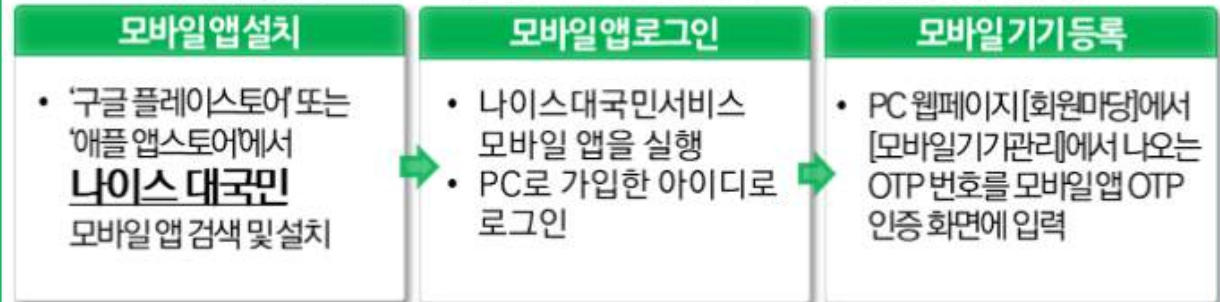 모바일 앱 설치
• ‘구글 플레이스토어’ 또는
‘애플 앱스토어’에서
나이스 대국민
모바일 앱 검색 및 설치
모바일 앱 로그인
• 나이스대국민서비스
모바일 앱을 실행
• PC로 가입한 아이디로
로그인
모바일 기기 등록
• PC 웹페이지 [회원마당]에서
[모바일기기관리]에서 나오는
OTP 번호를 모바일 앱 OTP
인증 화면에 입력